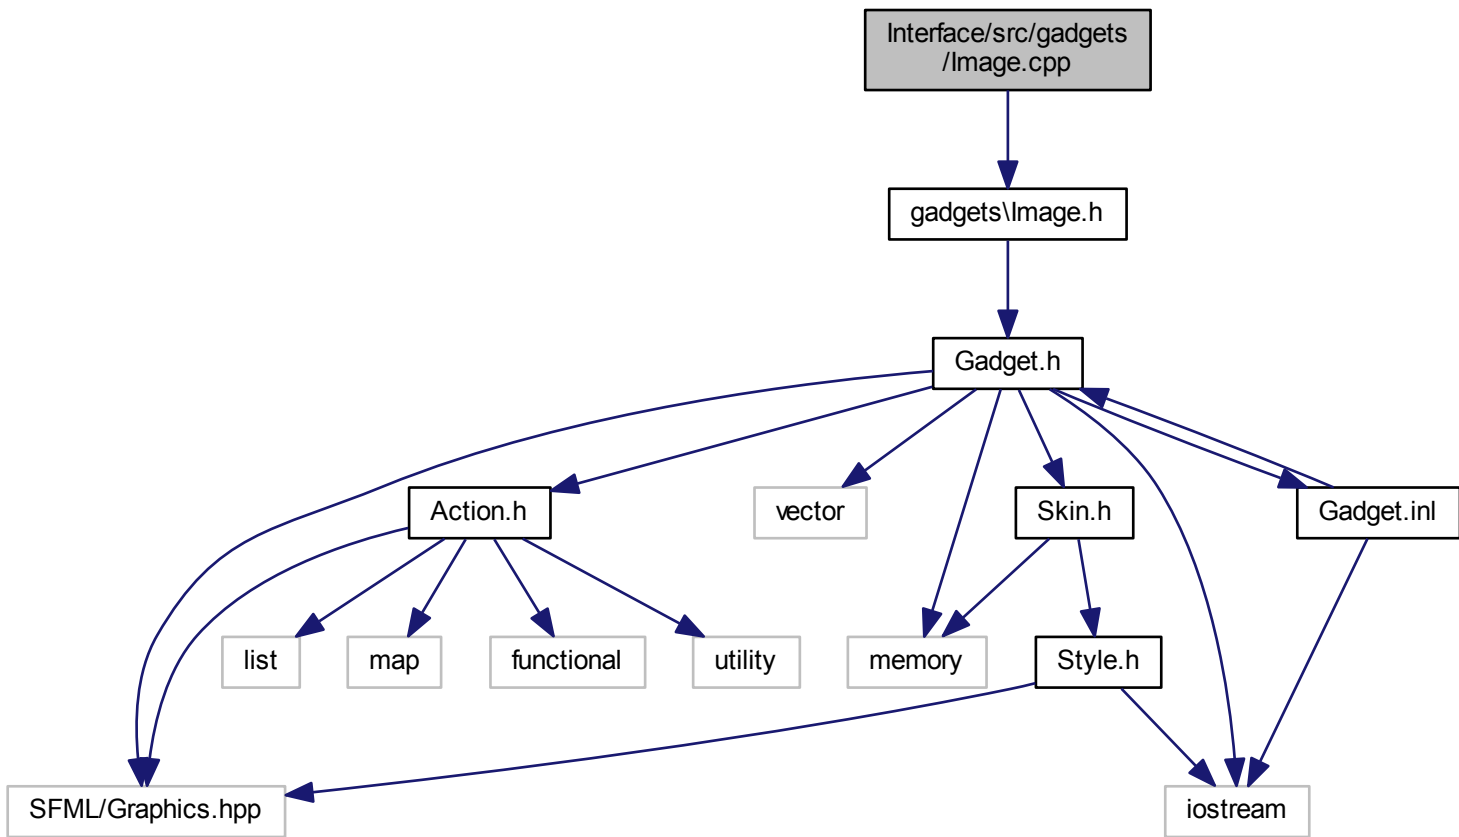 Interface/src/gadgets
/Image.cpp
gadgets\Image.h
Gadget.h
Action.h
vector
Skin.h
Gadget.inl
list
map
functional
utility
memory
Style.h
SFML/Graphics.hpp
iostream